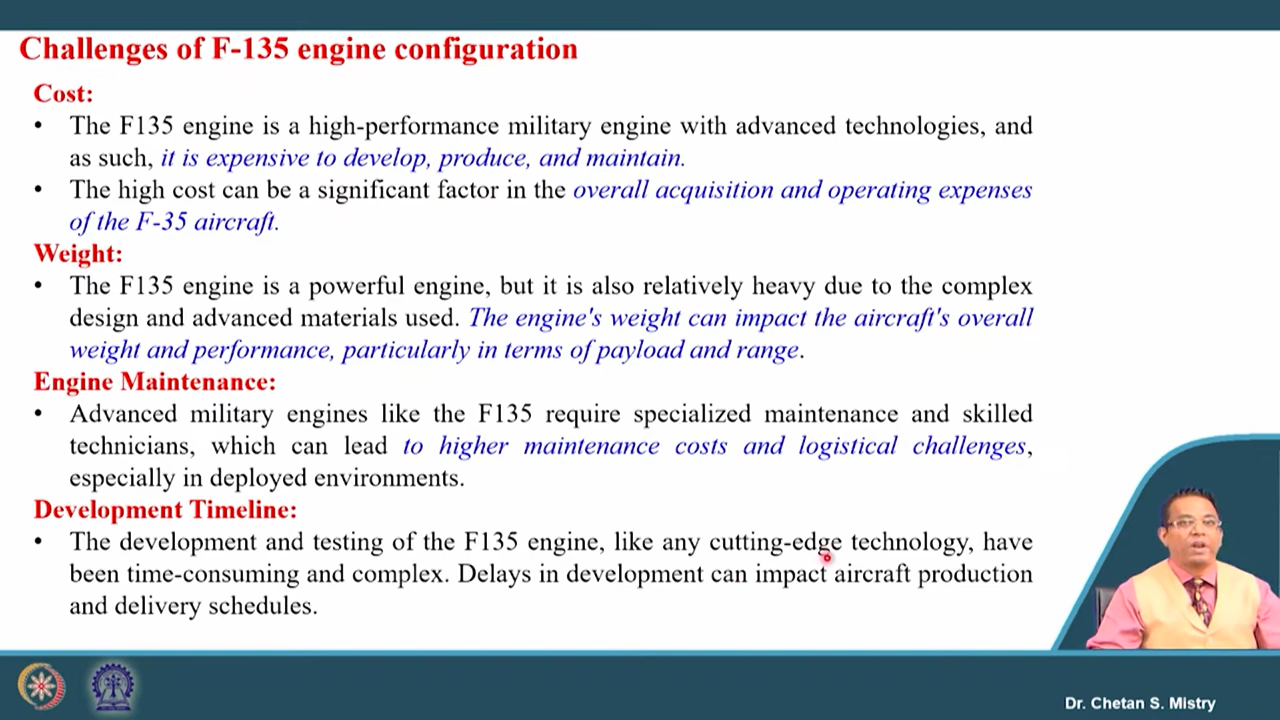 Challenges of F-135 engine configuration
Cost:
• The F135 engine is a high-performance military engine with advanced technologies, and
as such, it is expensive to develop, produce, and maintain.
• The high cost can be a significant factor in the overall acquisition and operating expenses
of the F-35 aircraft.
Weight:
• The F135 engine is a powerful engine, but it is also relatively heavy due to the complex
design and advanced materials used. The engine's weight can impact the aircraft's overall
weight and performance, particularly in terms of payload and range.
Engine Maintenance:
• Advanced military engines like the F135 require specialized maintenance and skilled
technicians, which can lead to higher maintenance costs and logistical challenges,
especially in deployed environments.
Development Timeline:
• The development and testing of the F135 engine, like any cutting-edge technology, have
been time-consuming and complex. Delays in development can impact aircraft production
and delivery schedules.
Dr. Chetan S. Mistry